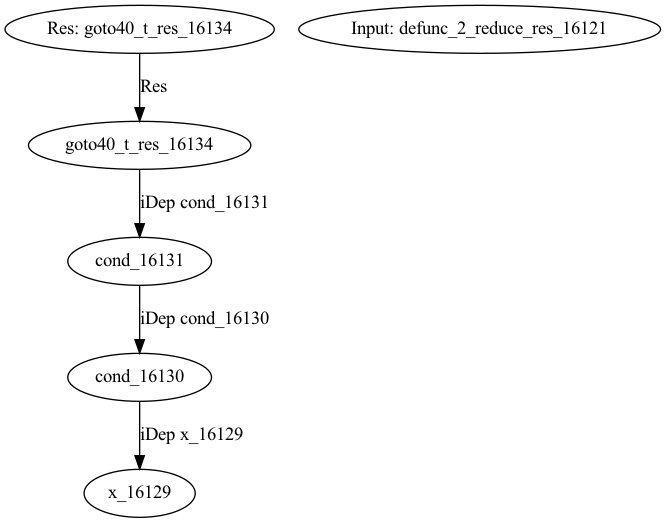 Res: goto40_t_res_16134
Input: defunc_2_reduce_res_16121
Res
goto40_t_res_16134
iDep cond_16131
cond_16131
iDep cond_16130
cond_16130
iDep x_16129
x_16129